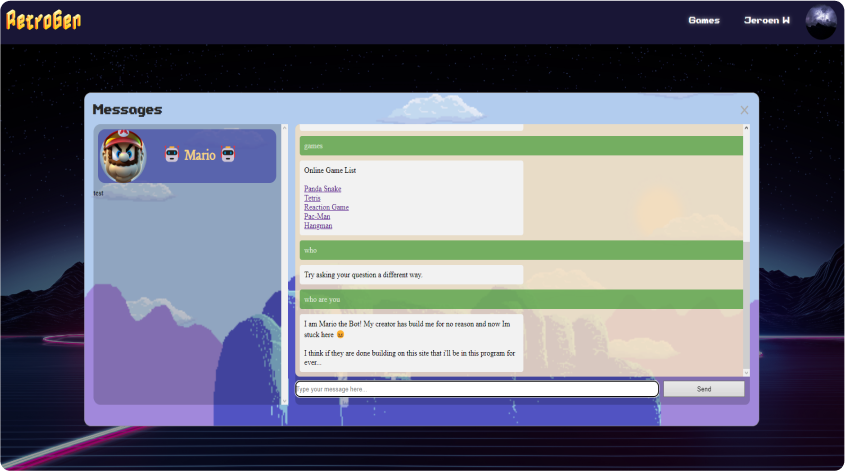 RetroGen
Games
Jeroen W
Messages
X
Mario
test
games
Online Game List
Panda Snake
Tetris
Reaction Game
Pac-Man
Hangman
who
Try asking your question a different way.
who are you
I am Mario the Bot! My creator has build me for no reason and now Im
stuck here 😡
I think if they are done building on this site that i'll be in this program for
ever...
Type your message here...
Send